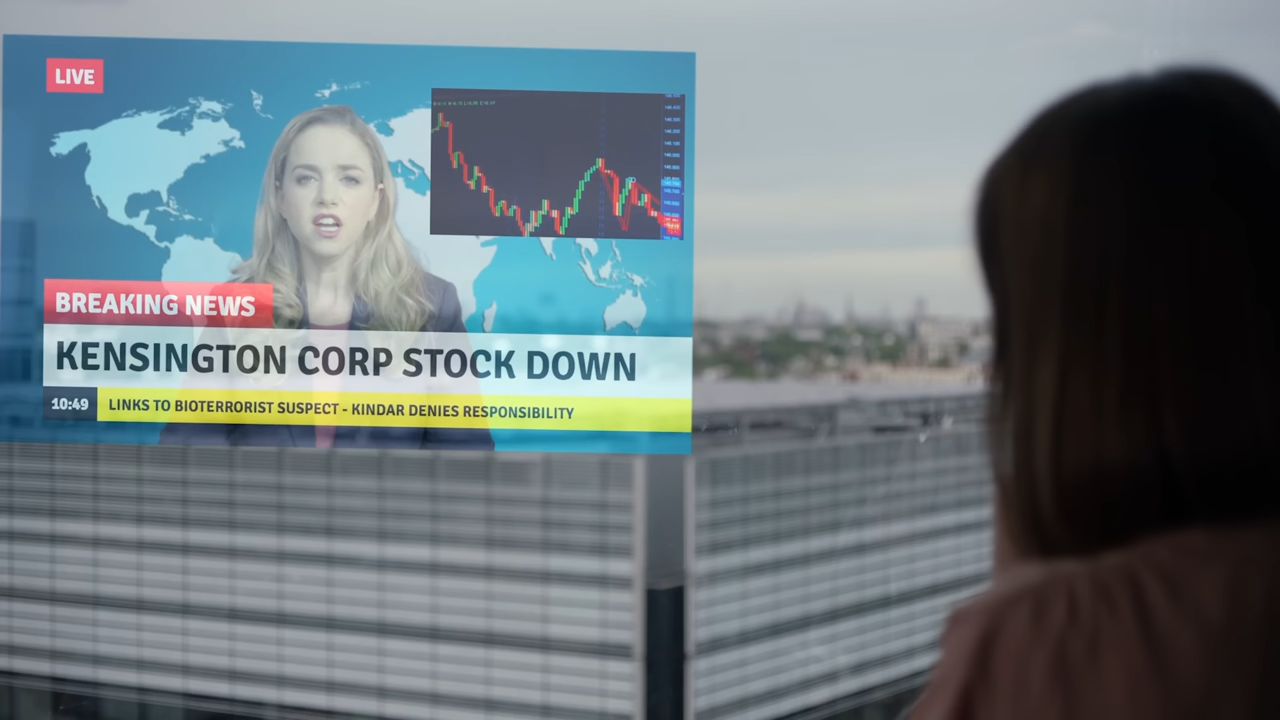 LIVE
BREAKING NEWS
KENSINGTON CORP STOCK DOWN
10:49 LINKS TO BIOTERRORIST SUSPECT - KINDAR DENIES RESPONSIBILITY